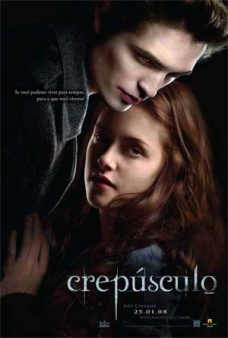 Se você pudesse viver para sempre,
para o que você viveria?
crepúsculo
NOS CINEMAS
25.01.08